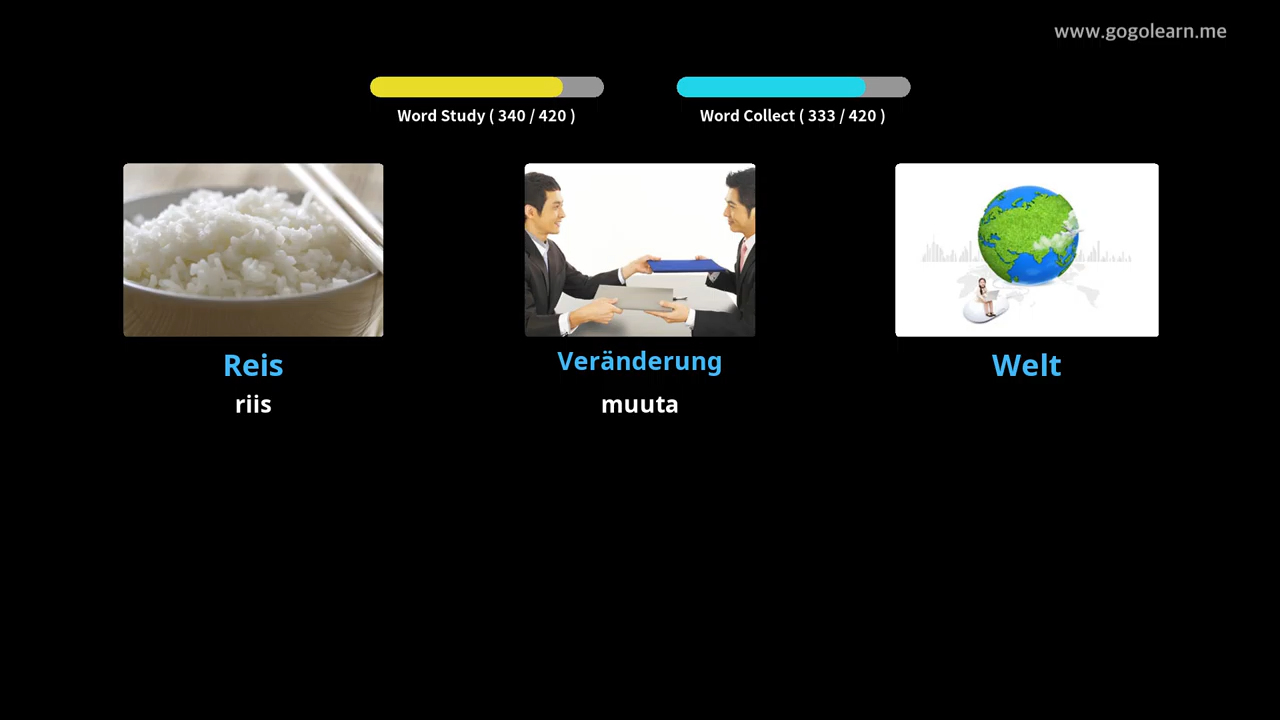 www.gogolearn.me
Word Study ( 340 / 420 )
Word Collect ( 333 / 420 )
Reis
Veränderung
Welt
riis
muuta